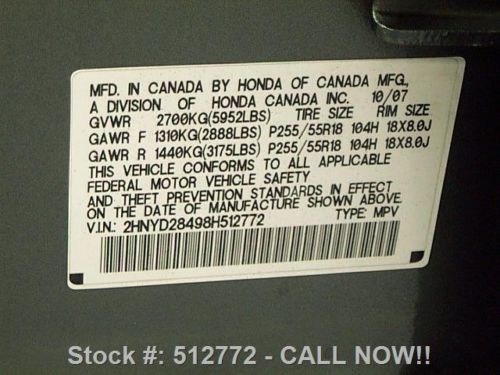 MFD. IN CANADA BY HONDA OF CANADA MFG.,
A DIVISION OF HONDA CANADA INC. 10/07
GVWR 2700KG(5952LBS) TIRE SIZE RIM SIZE
GAWR F 1310KG(2888LBS) P255/55R18 104H 18X8.0J
GAWR R 1440KG(3175LBS) P255/55R18 104H 18X8.0J
THIS VEHICLE CONFORMS TO ALL APPLICABLE
FEDERAL MOTOR VEHICLE SAFETY
AND THEFT PREVENTION STANDARDS IN EFFECT
ON THE DATE OF MANUFACTURE SHOWN ABOVE.
V.I.N.: 2HNYD28498H512772 TYPE: MPV
Stock #: 512772 - CALL NOW!!